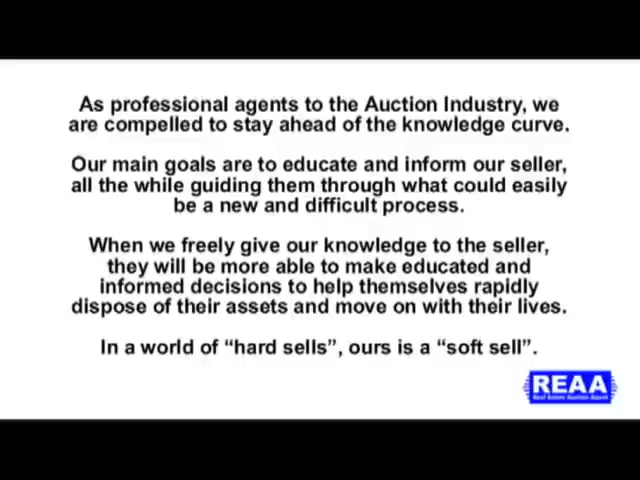 As professional agents to the Auction Industry, we
are compelled to stay ahead of the knowledge curve.
Our main goals are to educate and inform our seller,
all the while guiding them through what could easily
be a new and difficult process.
When we freely give our knowledge to the seller,
they will be more able to make educated and
informed decisions to help themselves rapidly
dispose of their assets and move on with their lives.
In a world of “hard sells”, ours is a “soft sell”.
REAA
Real Estate Auction